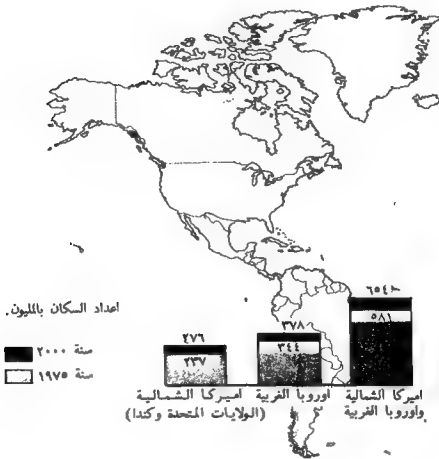 اعداد السكان بالمليون.
سنة ٢٠٠٠
سنة ١٩٧٥
٦٥٤
٥٨١
٣٧٨
٣٤٤
٢٧٦
٢٣٧
اميركا الشمالية
واوروبا الغربية
اوروبا الغربية
اميركا الشمالية
(الولايات المتحدة وكندا)